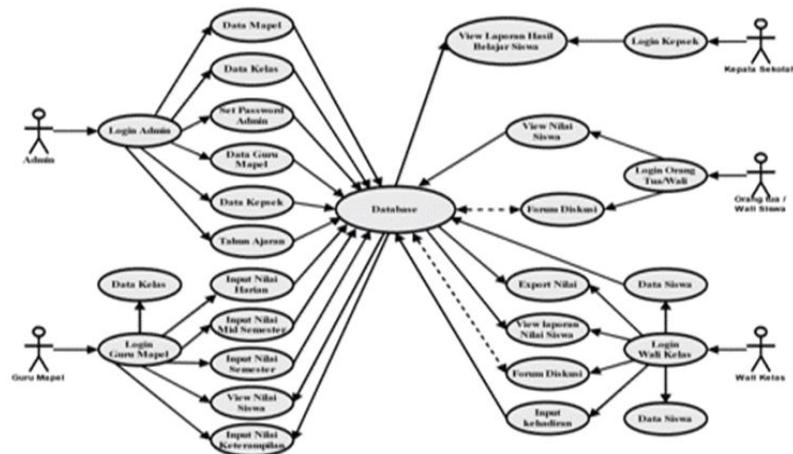 Data Mapel
Data Kelas
Set Password
Admin
Login Admin
Admin
Data Guru
Mapel
Data Kepsek
Tahun Ajaran
View Laporan Hasil
Belajar Siswa
Login Kepsek
Kepala Sekolah
View Nilai
Siswa
Login Orang
Tua/Wali
Orang tua /
Wali Siswa
Forum Diskusi
Database
Data Kelas
Login
Guru Mapel
Guru Mapel
Input Nilai
Harian
Input Nilai
Mid Semester
Input Nilai
Semester
View Nilai
Siswa
Input Nilai
Keterampilan
Export Nilai
Data Siswa
View laporan
Nilai Siswa
Login
Wali Kelas
Wali Kelas
Forum Diskusi
Input
kehadiran
Data Siswa